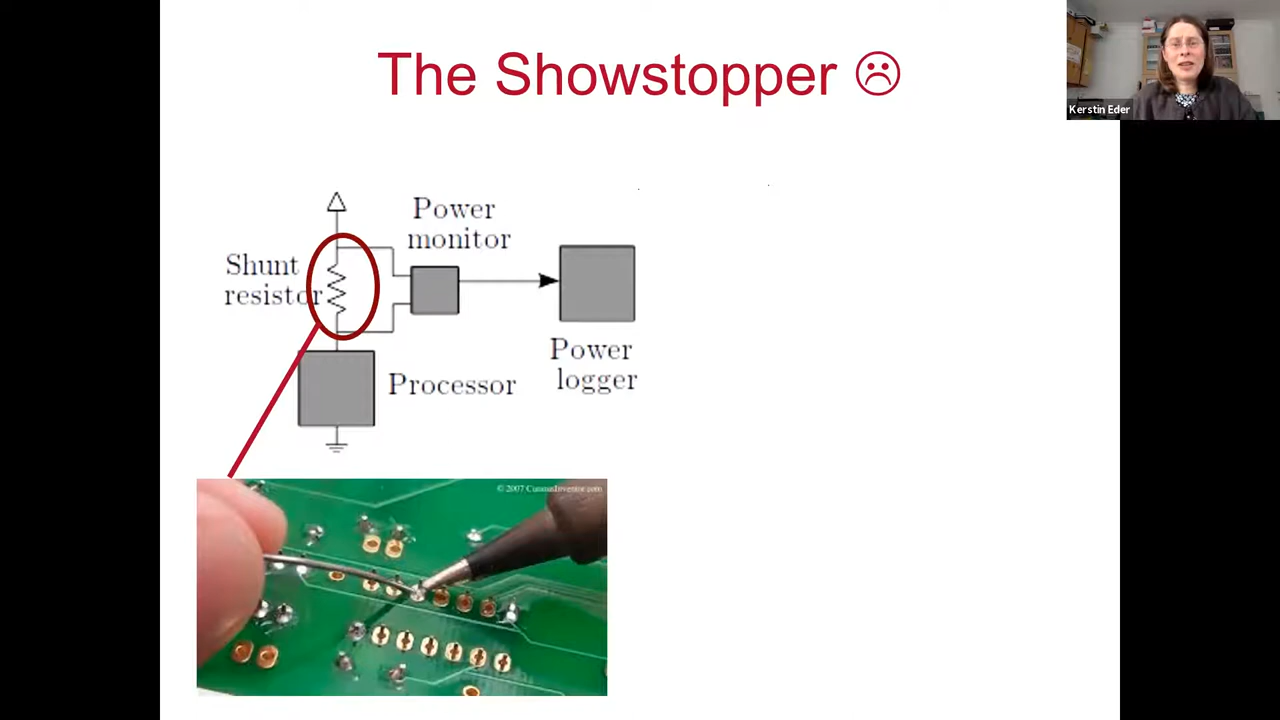 The Showstopper ☹
Kerstin Eder
Power
monitor
Shunt
resistor
Power
logger
Processor
© 2007 CuriousInventor.com